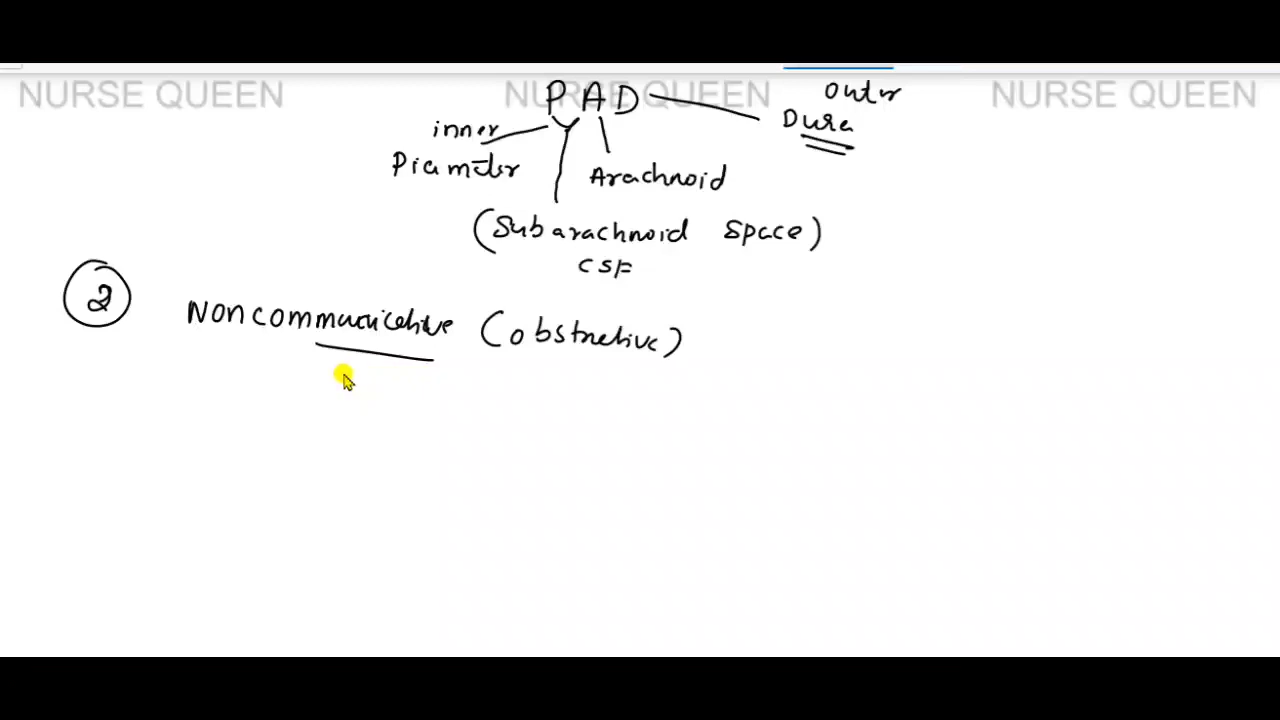 NURSE QUEEN NURSE QUEEN NURSE QUEEN
PAD
outer
Dura
inner
Piamater
Arachnoid
(Subarachnoid space)
CSF
2 Noncommunicative (obstructive)